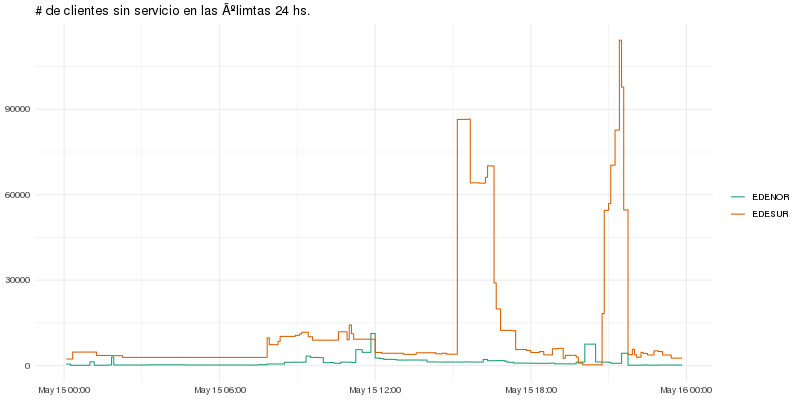 # de clientes sin servicio en las Ãºlimtas 24 hs.
90000
60000
30000
0
May 15 00:00
May 15 06:00
May 15 12:00
May 15 18:00
May 16 00:00
EDENOR
EDESUR